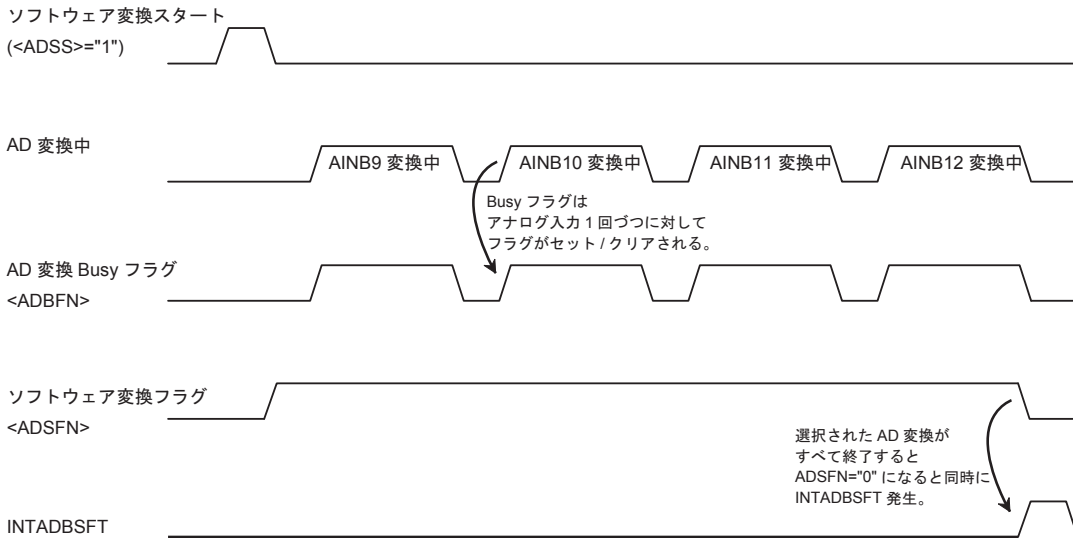 ソフトウェア変換スタート
(<ADSS>="1")
AD 変換中
AINB9 変換中
AINB10 変換中
AINB11 変換中
AINB12 変換中
Busy フラグは
アナログ入力 1 回づつに対して
フラグがセット / クリアされる。
AD 変換 Busy フラグ
<ADBFN>
ソフトウェア変換フラグ
<ADSFN>
選択された AD 変換が
すべて終了すると
ADSFN="0" になると同時に
INTADBSFT 発生。
INTADBSFT